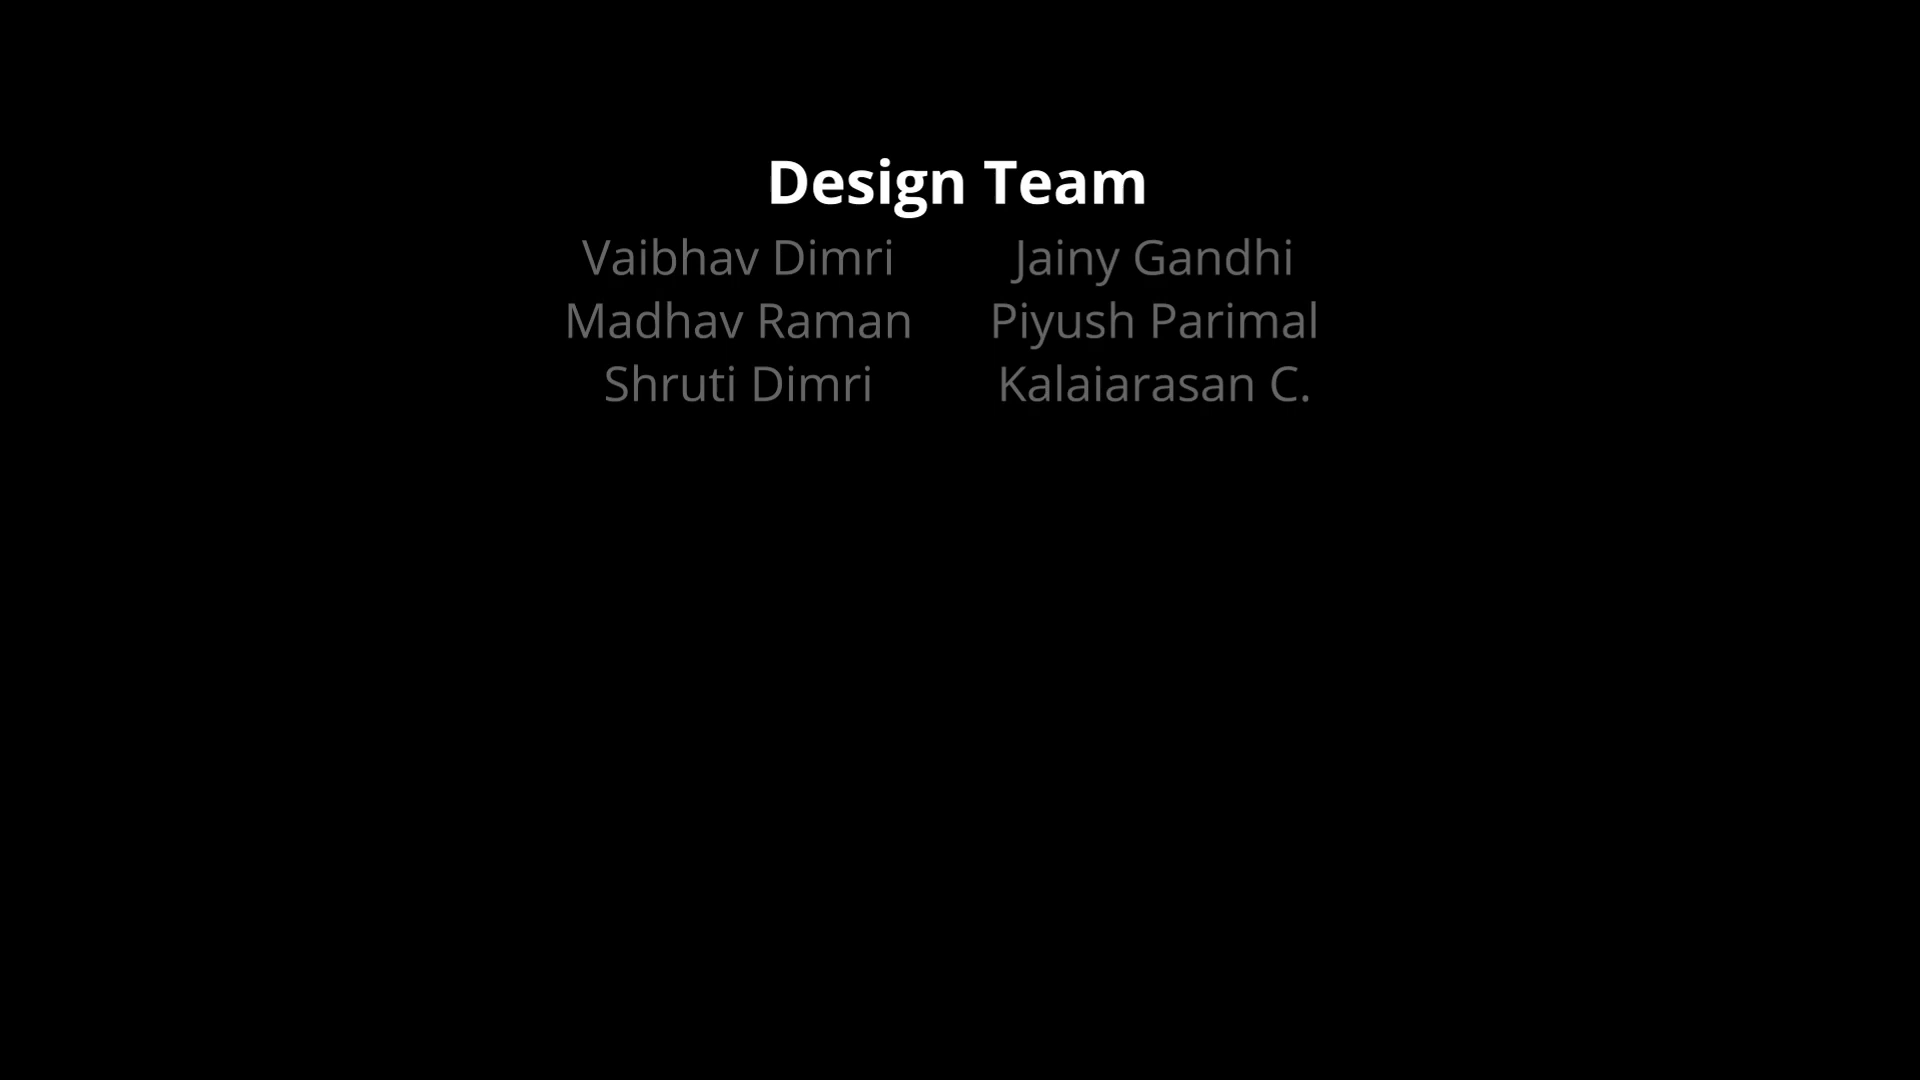 Design Team
Vaibhav Dimri Jainy Gandhi
Madhav Raman Piyush Parimal
Shruti Dimri Kalaiarasan C.